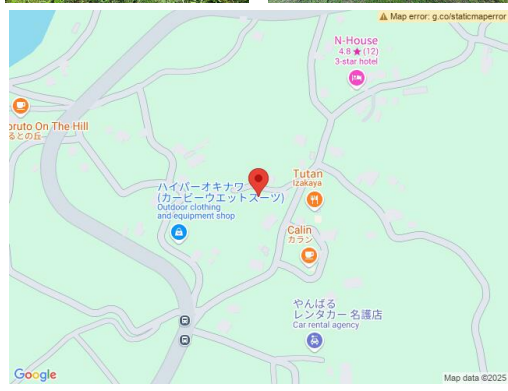 Map error: g.co/staticmaperror
N-House
4.8 ★ (12)
3-star hotel
oruto On The Hill
るとの丘
Tutan
Izakaya
ハイパーオキナワ
(カービーウエットスーツ)
Outdoor clothing
and equipment shop
Calin
カラン
やんばる
レンタカー 名護店
Car rental agency
Google
Map data ©2025